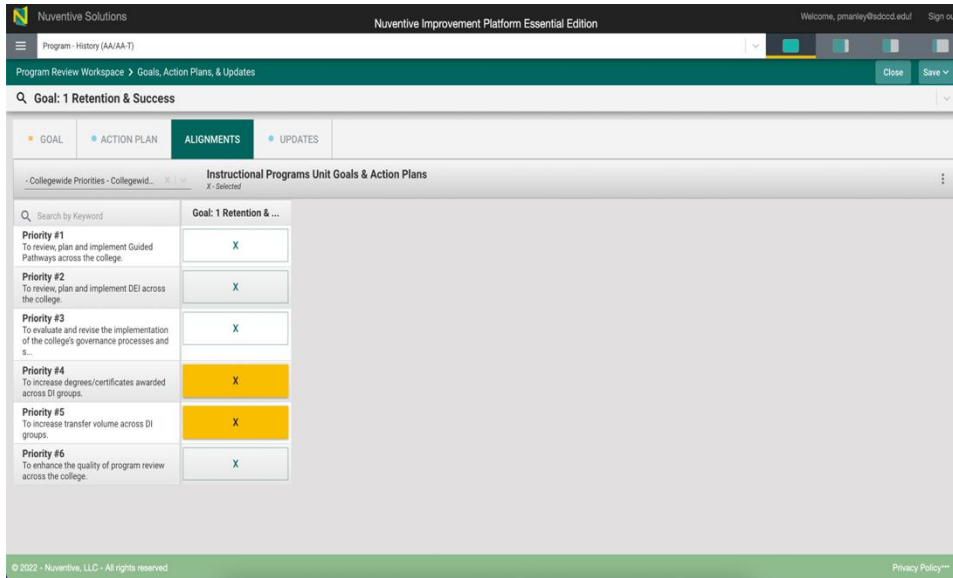 Nuventive Solutions
Nuventive Improvement Platform Essential Edition
Welcome, pmanley@sdccd.edu!
Sign ou
Program - History (AA/AA-T)
Program Review Workspace > Goals, Action Plans, & Updates
Close
Save
Goal: 1 Retention & Success
GOAL
ACTION PLAN
ALIGNMENTS
UPDATES
- Collegewide Priorities - Collegewid...
X
Instructional Programs Unit Goals & Action Plans
X - Selected
Search by Keyword
Goal: 1 Retention & ...
Priority #1
To review, plan and implement Guided
Pathways across the college.
X
Priority #2
To review, plan and implement DEI across
the college.
X
Priority #3
To evaluate and revise the implementation
of the college's governance processes and
s...
X
Priority #4
To increase degrees/certificates awarded
across DI groups.
X
Priority #5
To increase transfer volume across DI
groups.
X
Priority #6
To enhance the quality of program review
across the college.
X
© 2022 - Nuventive, LLC - All rights reserved
Privacy Policy***